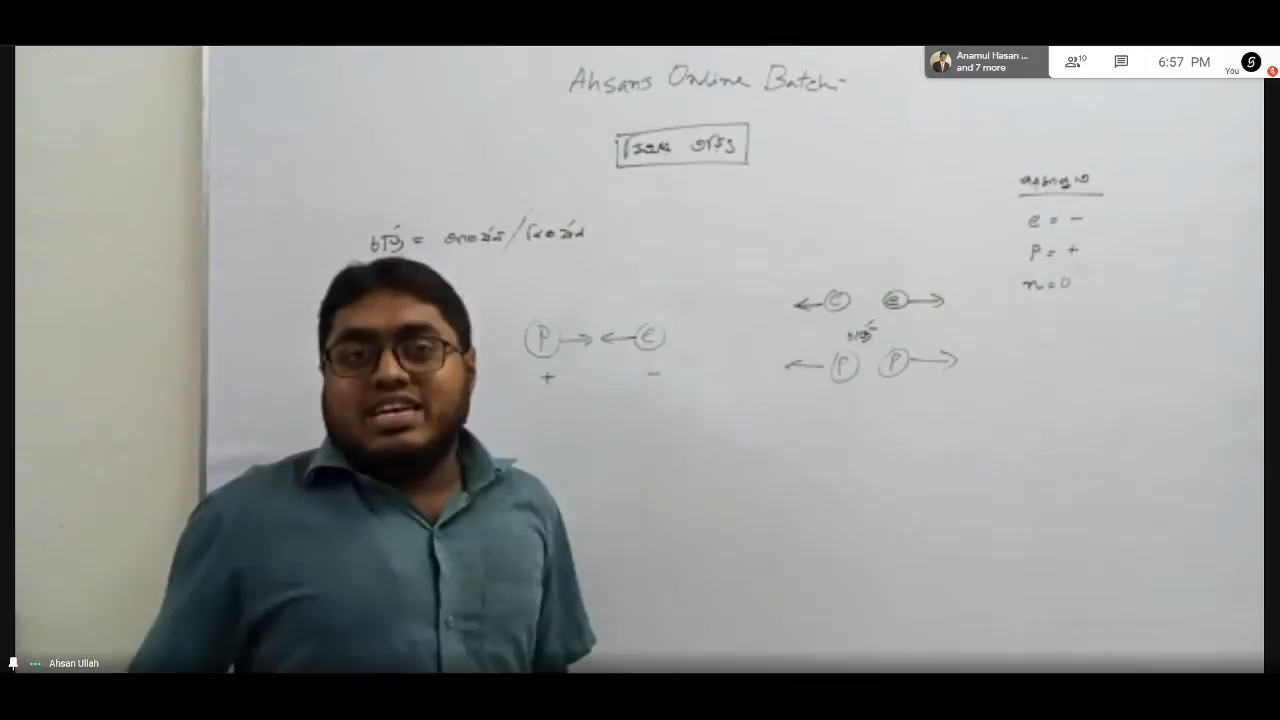 Anamul Hasan ...
and 7 more
10
6:57 PM
You
Ahsans Online Batch-
স্থির তড়িৎ
চার্জ = আকর্ষণ / বিকর্ষণ
e = -
P = +
n = 0
e e
P e
+ -
চার্জ
P P
Ahsan Ullah